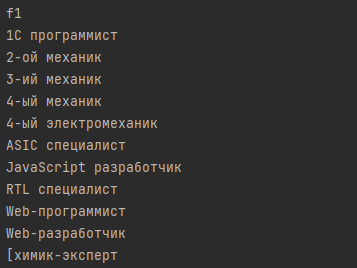 f1
1С программист
2-ой механик
3-ий механик
4-ый механик
4-ый электромеханик
ASIC специалист
JavaScript разработчик
RTL специалист
Web-программист
Web-разработчик
[химик-эксперт